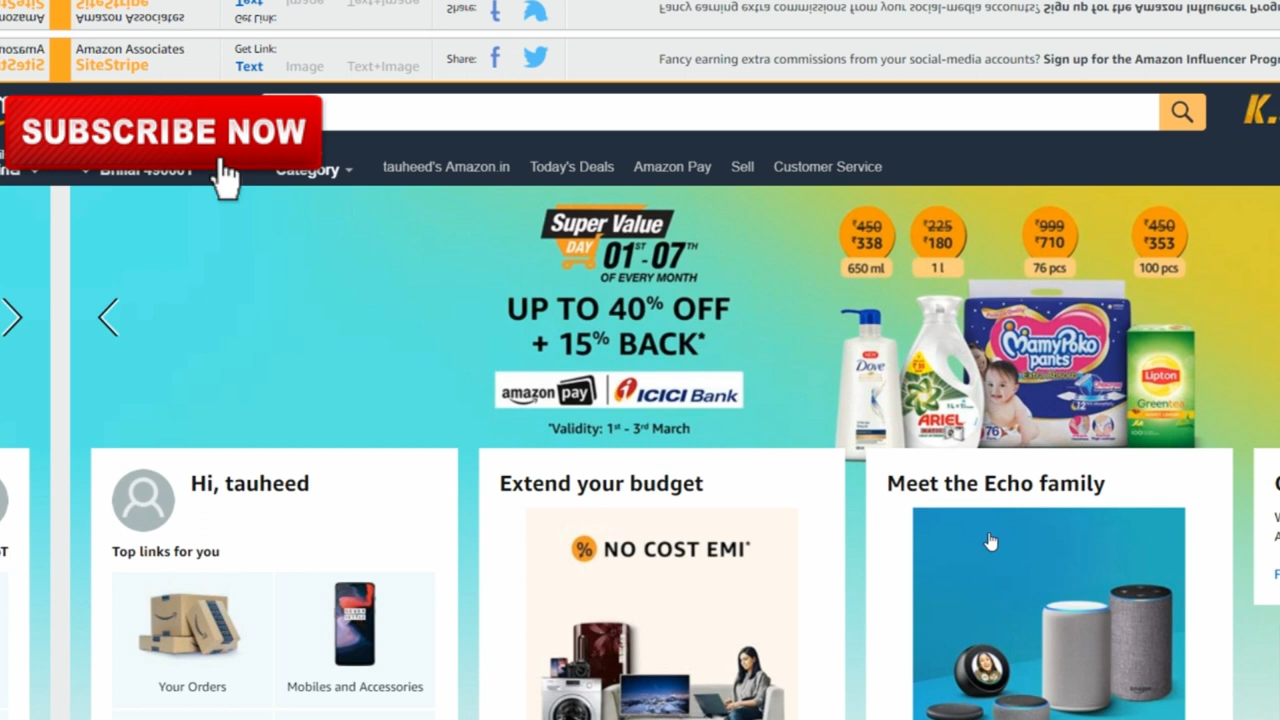 Amazon Associates
SiteStripe
Get Link:
Text Image Text+Image
Share:
Fancy earning extra commissions from your social-media accounts? Sign up for the Amazon Influencer Prog
SUBSCRIBE NOW
Category
tauheed's Amazon.in Today's Deals Amazon Pay Sell Customer Service
K.
Super Value
DAY 01ST-07TH
OF EVERY MONTH
UP TO 40% OFF
+ 15% BACK*
amazon pay ICICI Bank
*Validity: 1st - 3rd March
₹450 ₹225 ₹999 ₹450
₹338 ₹180 ₹710 ₹353
650 ml 1 l 76 pcs 100 pcs
Dove
ARIEL
MamyPoko
pants
76
Lipton
Green tea
Hi, tauheed
Top links for you
Your Orders
Mobiles and Accessories
Extend your budget
% NO COST EMI*
Meet the Echo family